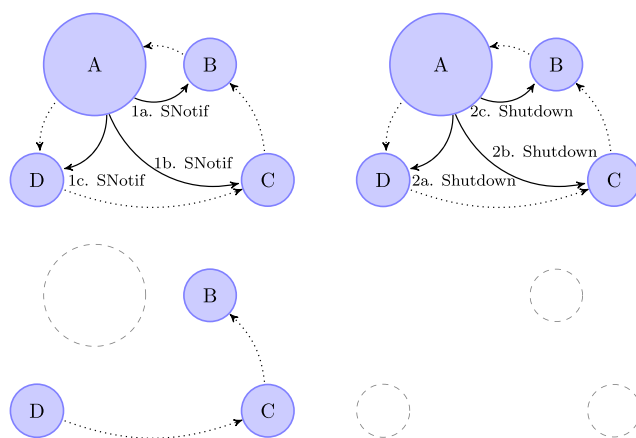 A
B
1a. SNotif
1b. SNotif
D
1c. SNotif
C
A
B
2c. Shutdown
2b. Shutdown
D
2a. Shutdown
C
B
D
C